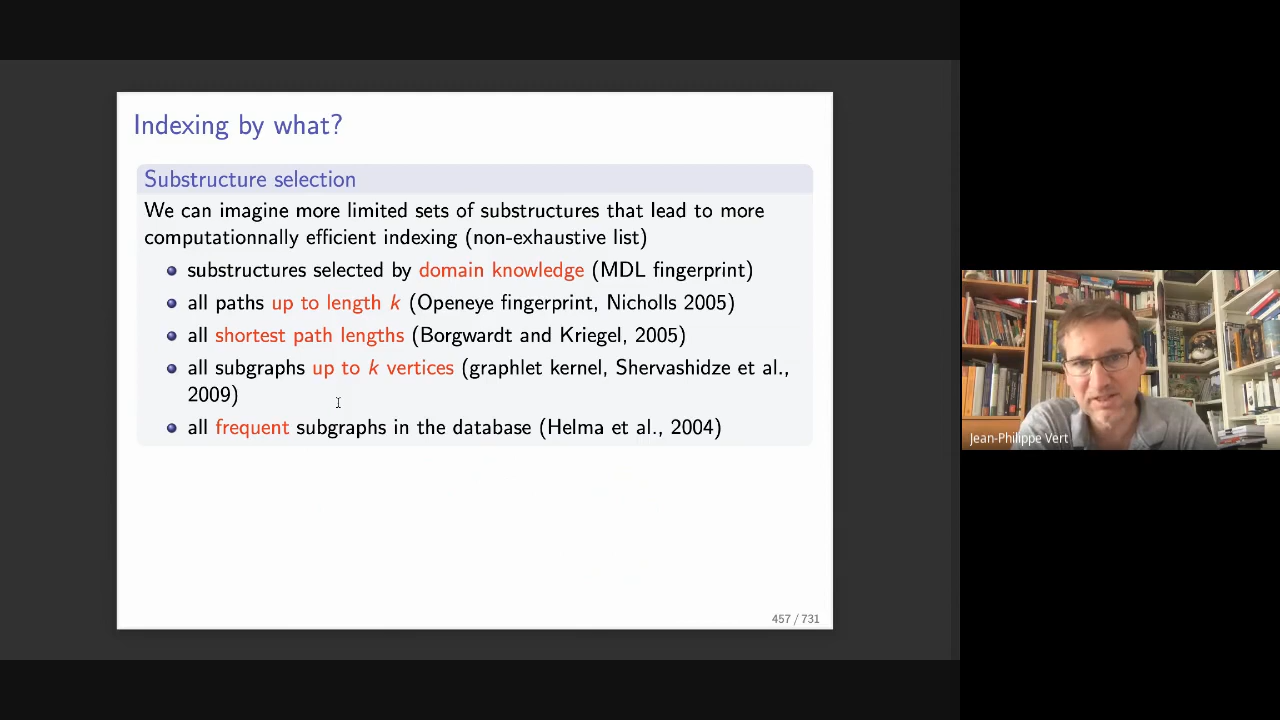 Indexing by what?
Substructure selection
We can imagine more limited sets of substructures that lead to more
computationnally efficient indexing (non-exhaustive list)
substructures selected by domain knowledge (MDL fingerprint)
all paths up to length k (Openeye fingerprint, Nicholls 2005)
all shortest path lengths (Borgwardt and Kriegel, 2005)
all subgraphs up to k vertices (graphlet kernel, Shervashidze et al.,
2009)
all frequent subgraphs in the database (Helma et al., 2004)
457 / 731
Jean-Philippe Vert